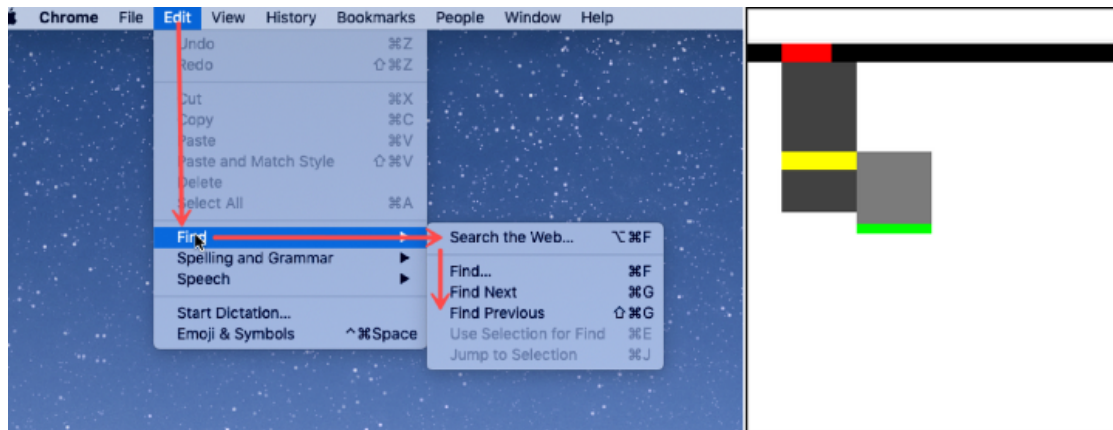 Chrome File Edit View History Bookmarks People Window Help
Undo ⌘Z
Redo ⇧⌘Z
Cut ⌘X
Copy ⌘C
Paste ⌘V
Paste and Match Style ⇧⌘V
Delete
Select All ⌘A
Find ▶
Spelling and Grammar ▶
Speech ▶
Start Dictation...
Emoji & Symbols ^⌘Space
Search the Web... ⌥⌘F
Find... ⌘F
Find Next ⌘G
Find Previous ⇧⌘G
Use Selection for Find ⌘E
Jump to Selection ⌘J